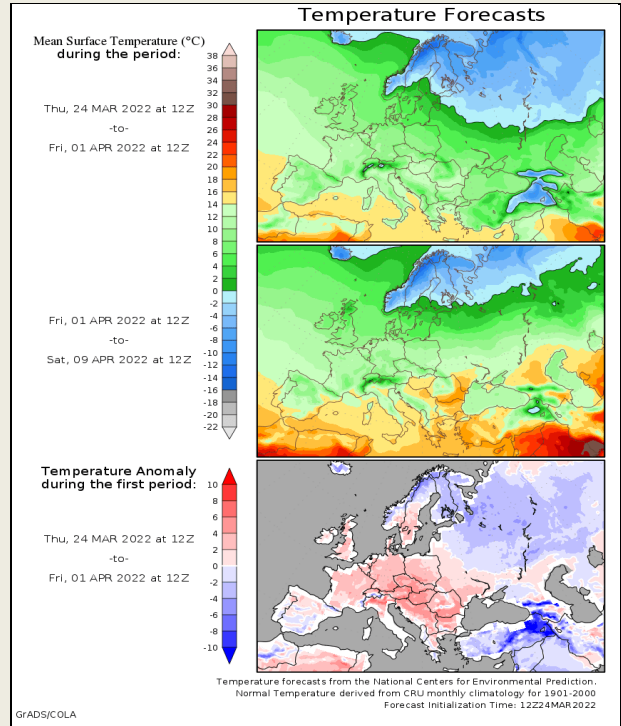 Temperature Forecasts
Mean Surface Temperature (°C)
during the period:
Thu, 24 MAR 2022 at 12Z
-to-
Fri, 01 APR 2022 at 12Z
38
36
34
32
30
28
26
24
22
20
18
16
14
12
10
8
6
4
2
0
-2
-4
-6
-8
-10
-12
-14
-16
-18
-20
-22
Fri, 01 APR 2022 at 12Z
-to-
Sat, 09 APR 2022 at 12Z
Temperature Anomaly
during the first period:
Thu, 24 MAR 2022 at 12Z
-to-
Fri, 01 APR 2022 at 12Z
10
8
6
4
2
0
-2
-4
-6
-8
-10
Temperature forecasts from the National Centers for Environmental Prediction.
Normal Temperature derived from CRU monthly climatology for 1901-2000
Forecast Initialization Time: 12Z24MAR2022
GrADS/COLA